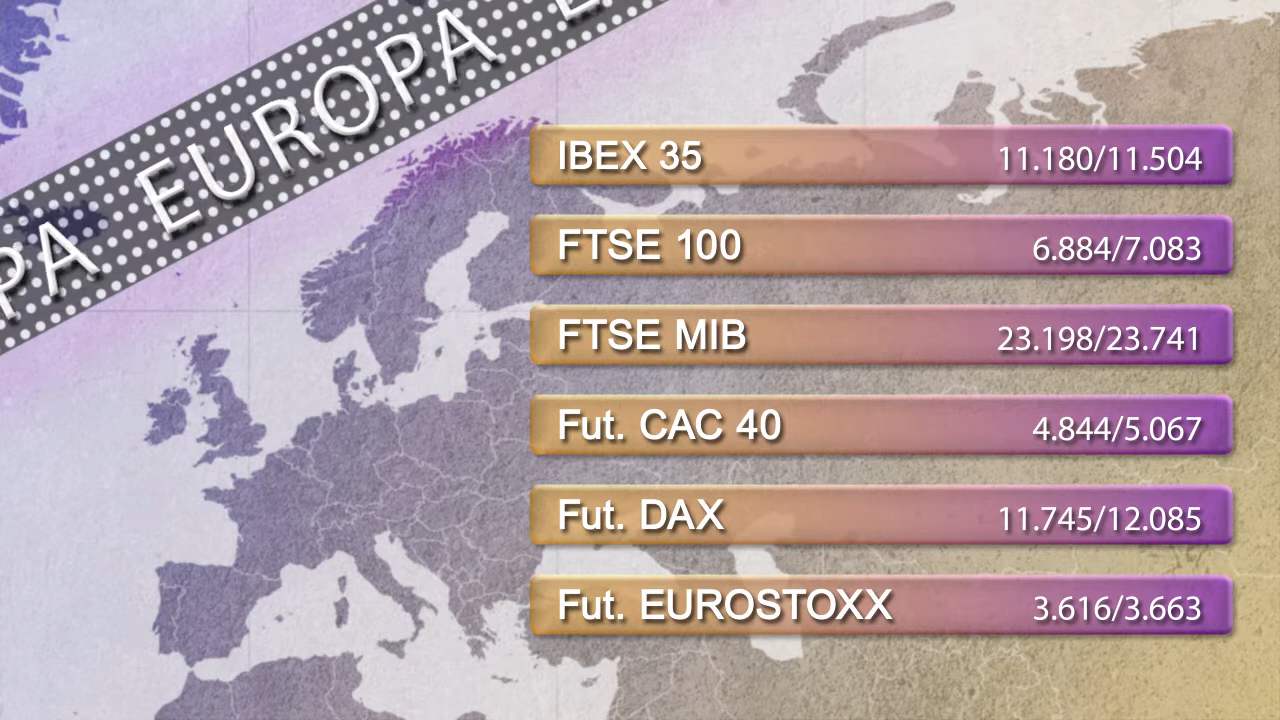 PA EUROPA E
IBEX 35 11.180/11.504
FTSE 100 6.884/7.083
FTSE MIB 23.198/23.741
Fut. CAC 40 4.844/5.067
Fut. DAX 11.745/12.085
Fut. EUROSTOXX 3.616/3.663